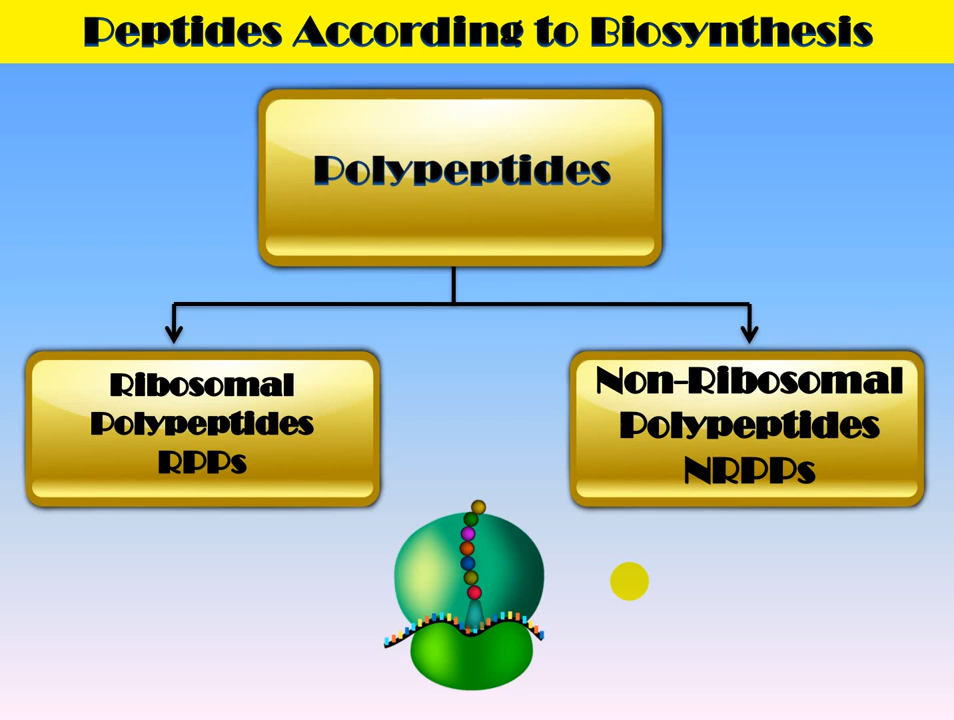 Peptides According to Biosynthesis
Polypeptides
Ribosomal
Polypeptides
RPPs
Non-Ribosomal
Polypeptides
NRPPs